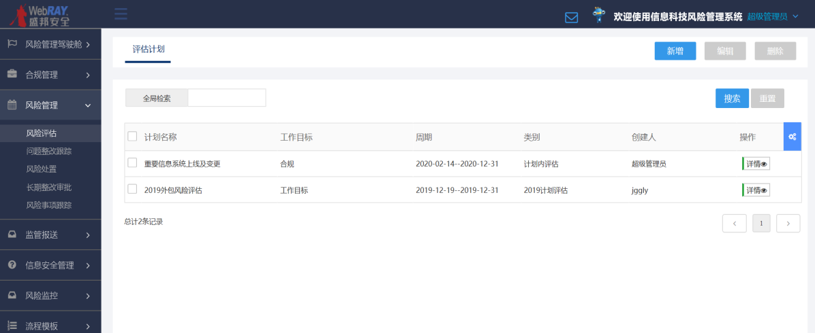 WebRAY
盛邦安全
欢迎使用信息科技风险管理系统 超级管理员
风险管理驾驶舱
合规管理
风险管理
风险评估
问题整改跟踪
风险处置
长期整改审批
风险事项跟踪
监管报送
信息安全管理
风险监控
流程模板
评估计划
新增 编辑 删除
全局检索
搜索 重置
计划名称 工作目标 周期 类别 创建人 操作
重要信息系统上线及变更 合规 2020-02-14--2020-12-31 计划内评估 超级管理员 详情
2019外包风险评估 工作目标 2019-12-19--2019-12-31 2019计划评估 jggly 详情
总计2条记录
< 1 >